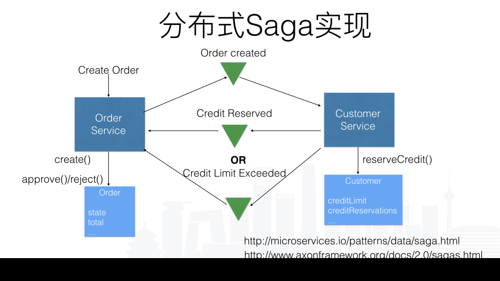 分布式Saga实现
Order created
Create Order
Order
Service
Credit Reserved
Customer
Service
OR
Credit Limit Exceeded
create()
approve()/reject()
reserveCredit()
Order
state
total
...
Customer
creditLimit
creditReservations
...
http://microservices.io/patterns/data/saga.html
http://www.axonframework.org/docs/2.0/sagas.html